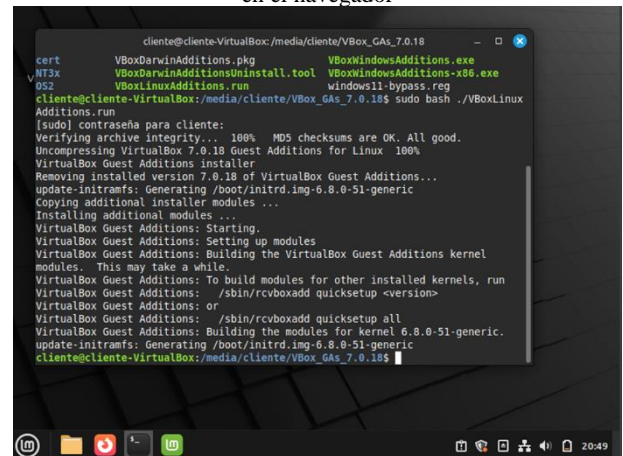 en el navegador
cliente@cliente-VirtualBox: /media/cliente/VBox_GAs_7.0.18
cert VBoxDarwinAdditions.pkg VBoxWindowsAdditions.exe
NT3x VBoxDarwinAdditionsUninstall.tool VBoxWindowsAdditions-x86.exe
OS2 VBoxLinuxAdditions.run windows11-bypass.reg
cliente@cliente-VirtualBox:/media/cliente/VBox_GAs_7.0.18$ sudo bash ./VBoxLinux
Additions.run
[sudo] contraseña para cliente:
Verifying archive integrity... 100% MD5 checksums are OK. All good.
Uncompressing VirtualBox 7.0.18 Guest Additions for Linux 100%
VirtualBox Guest Additions installer
Removing installed version 7.0.18 of VirtualBox Guest Additions...
update-initramfs: Generating /boot/initrd.img-6.8.0-51-generic
Copying additional installer modules ...
Installing additional modules ...
VirtualBox Guest Additions: Starting.
VirtualBox Guest Additions: Setting up modules
VirtualBox Guest Additions: Building the VirtualBox Guest Additions kernel
modules. This may take a while.
VirtualBox Guest Additions: To build modules for other installed kernels, run
VirtualBox Guest Additions: /sbin/rcvboxadd quicksetup <version>
VirtualBox Guest Additions: or
VirtualBox Guest Additions: /sbin/rcvboxadd quicksetup all
VirtualBox Guest Additions: Building the modules for kernel 6.8.0-51-generic.
update-initramfs: Generating /boot/initrd.img-6.8.0-51-generic
cliente@cliente-VirtualBox:/media/cliente/VBox_GAs_7.0.18$
20:49